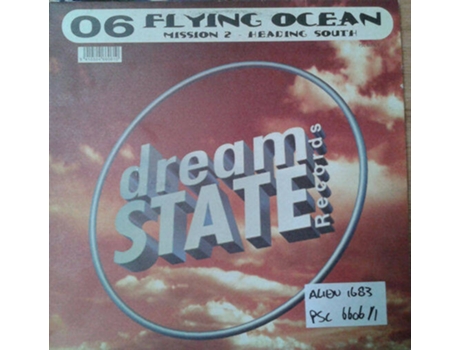 06 FLYING OCEAN
MISSION 2 - HEADING SOUTH
dream
STATE
Records
ALIEN 1683
PSC 6606/1